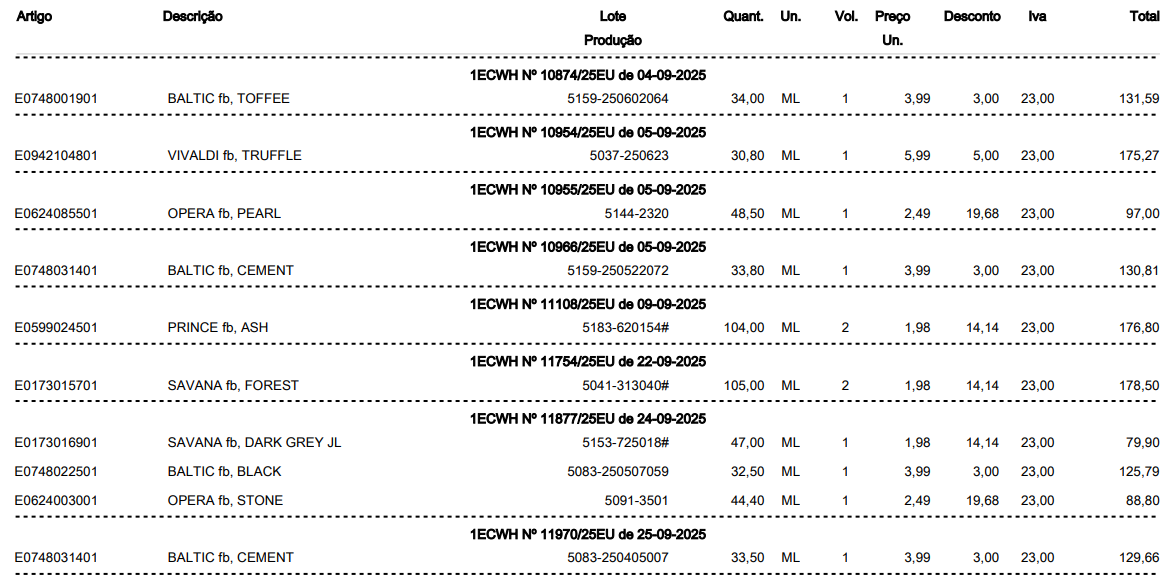 Artigo Descrição Lote Quant. Un. Vol. Preço Desconto Iva Total
Produção Un.
1ECWH Nº 10874/25EU de 04-09-2025
E0748001901 BALTIC fb, TOFFEE 5159-250602064 34,00 ML 1 3,99 3,00 23,00 131,59
1ECWH Nº 10954/25EU de 05-09-2025
E0942104801 VIVALDI fb, TRUFFLE 5037-250623 30,80 ML 1 5,99 5,00 23,00 175,27
1ECWH Nº 10955/25EU de 05-09-2025
E0624085501 OPERA fb, PEARL 5144-2320 48,50 ML 1 2,49 19,68 23,00 97,00
1ECWH Nº 10966/25EU de 05-09-2025
E0748031401 BALTIC fb, CEMENT 5159-250522072 33,80 ML 1 3,99 3,00 23,00 130,81
1ECWH Nº 11108/25EU de 09-09-2025
E0599024501 PRINCE fb, ASH 5183-620154# 104,00 ML 2 1,98 14,14 23,00 176,80
1ECWH Nº 11754/25EU de 22-09-2025
E0173015701 SAVANA fb, FOREST 5041-313040# 105,00 ML 2 1,98 14,14 23,00 178,50
1ECWH Nº 11877/25EU de 24-09-2025
E0173016901 SAVANA fb, DARK GREY JL 5153-725018# 47,00 ML 1 1,98 14,14 23,00 79,90
E0748022501 BALTIC fb, BLACK 5083-250507059 32,50 ML 1 3,99 3,00 23,00 125,79
E0624003001 OPERA fb, STONE 5091-3501 44,40 ML 1 2,49 19,68 23,00 88,80
1ECWH Nº 11970/25EU de 25-09-2025
E0748031401 BALTIC fb, CEMENT 5083-250405007 33,50 ML 1 3,99 3,00 23,00 129,66